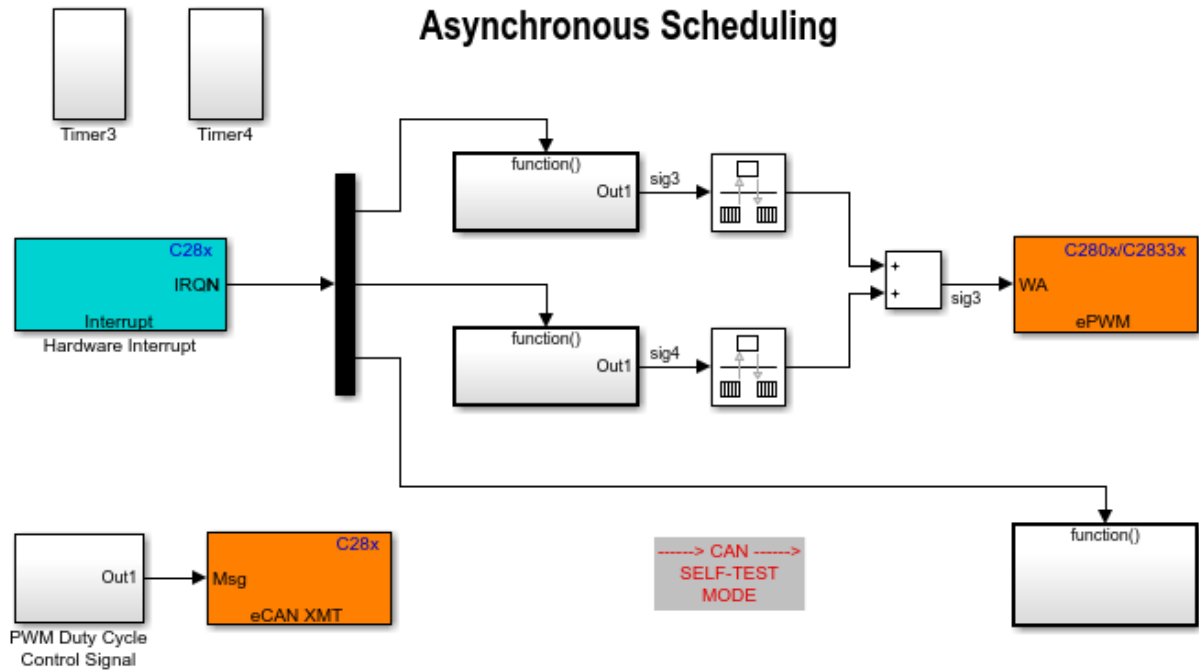 Asynchronous Scheduling
Timer3
Timer4
function()
Out1
sig3
C28x
IRQN
Interrupt
Hardware Interrupt
+
+
sig3
C280x/C2833x
WA
ePWM
function()
Out1
sig4
Out1
PWM Duty Cycle
Control Signal
C28x
Msg
eCAN XMT
------> CAN ------>
SELF-TEST
MODE
function()